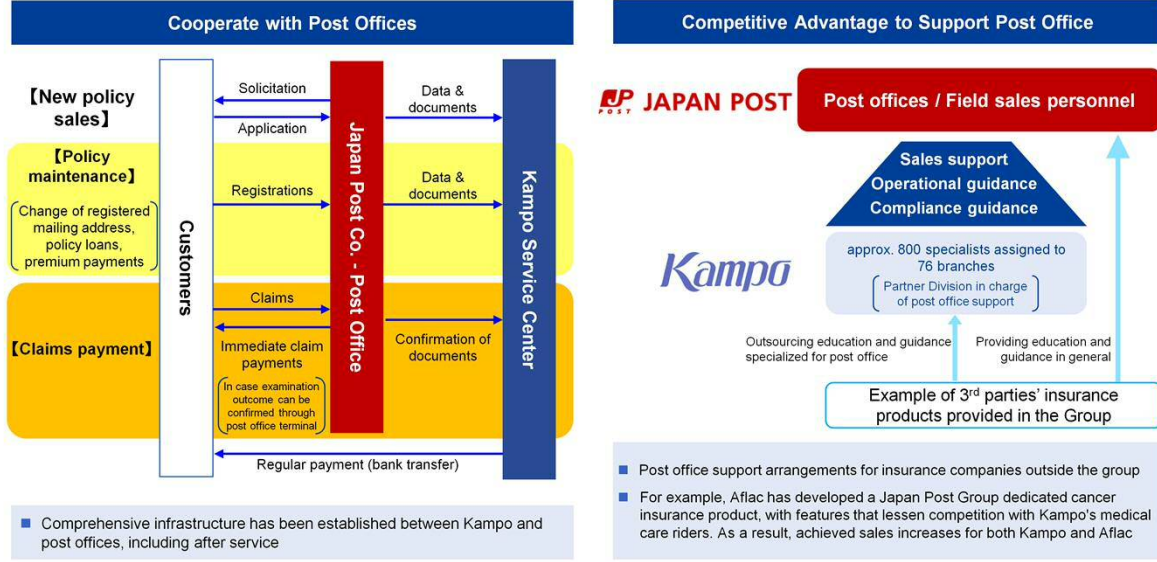 Cooperate with Post Offices
【New policy
sales】
Solicitation
Application
Data &
documents
【Policy
maintenance】
Change of registered
mailing address,
policy loans,
premium payments
Registrations
Data &
documents
Customers
Japan Post Co. - Post Office
Kampo Service Center
【Claims payment】
Claims
Immediate claim
payments
In case examination
outcome can be
confirmed through
post office terminal
Confirmation of
documents
Regular payment (bank transfer)
■ Comprehensive infrastructure has been established between Kampo and
post offices, including after service
Competitive Advantage to Support Post Office
JP
POST
JAPAN POST
Post offices / Field sales personnel
Sales support
Operational guidance
Compliance guidance
Kampo
approx. 800 specialists assigned to
76 branches
Partner Division in charge
of post office support
Outsourcing education and guidance
specialized for post office
Providing education and
guidance in general
Example of 3rd parties' insurance
products provided in the Group
■ Post office support arrangements for insurance companies outside the group
■ For example, Aflac has developed a Japan Post Group dedicated cancer
insurance product, with features that lessen competition with Kampo's medical
care riders. As a result, achieved sales increases for both Kampo and Aflac